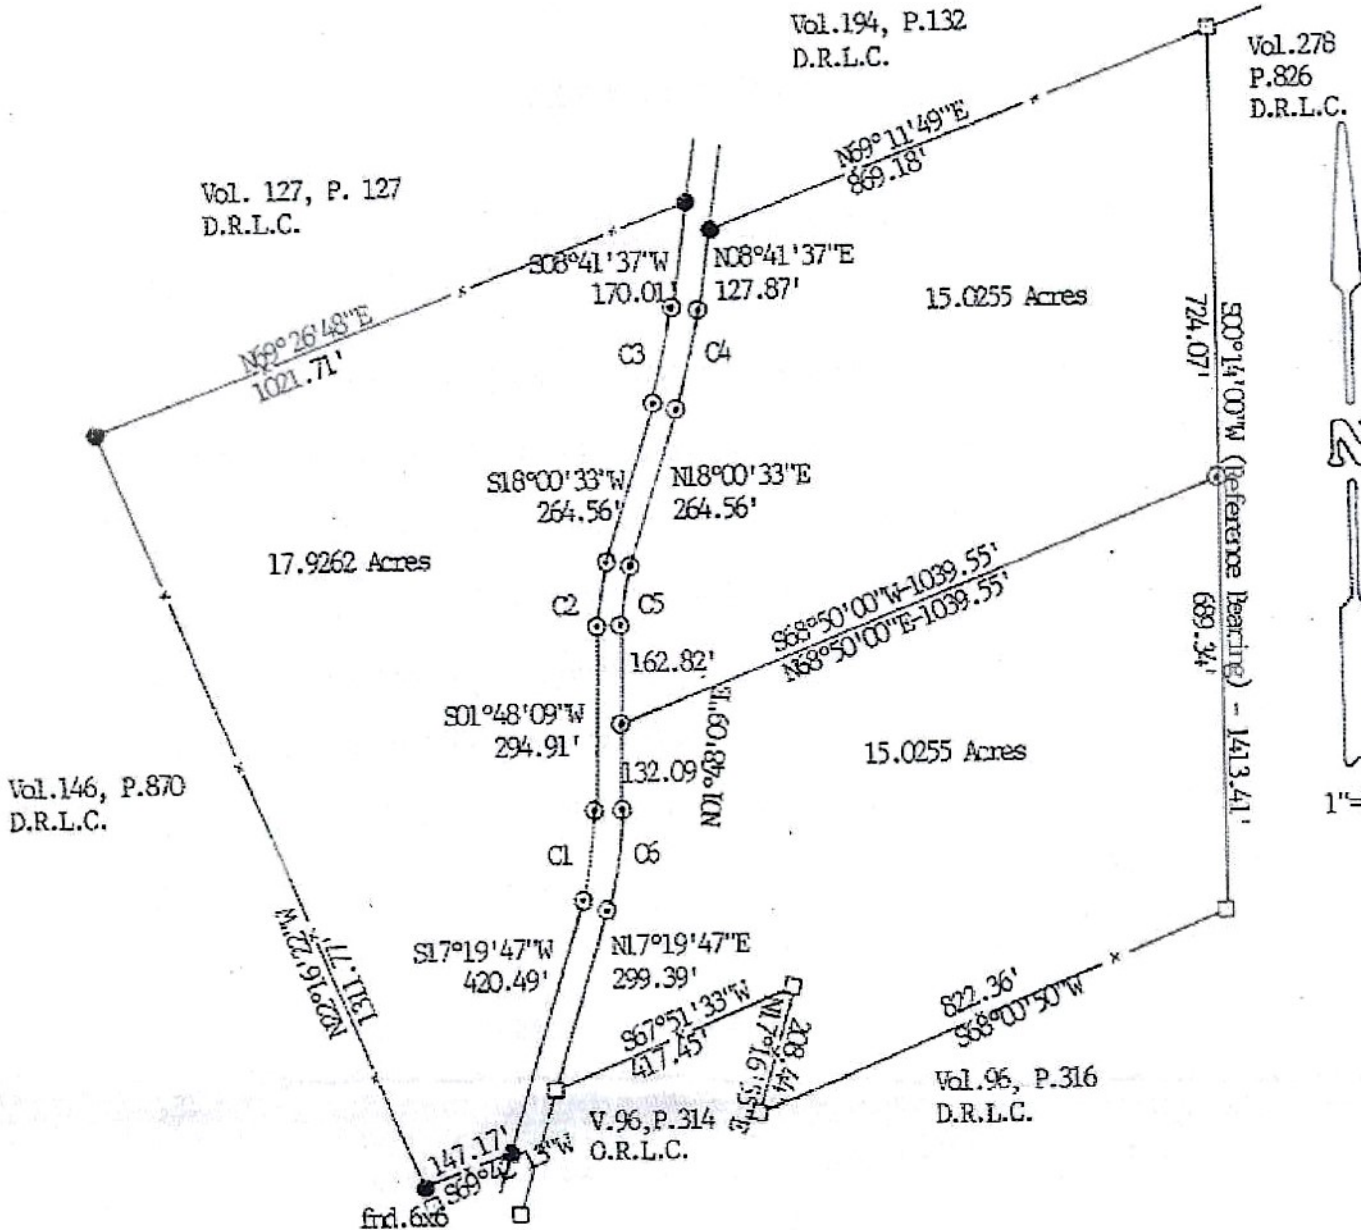 Vol.194, P.132
D.R.L.C.
Vol.278
P.826
D.R.L.C.
Vol. 127, P. 127
D.R.L.C.
N69°11'49"E
869.18'
S08°41'37"W
170.01'
N08°41'37"E
127.87'
15.0255 Acres
N69°26'48"E
1021.71'
C3
C4
S00°14'00"W (Reference Bearing) - 1413.41'
724.07'
689.34'
N
S18°00'33"W
264.56'
N18°00'33"E
264.56'
17.9262 Acres
C2
C5
S68°50'00"W-1039.55'
N68°50'00"E-1039.55'
162.82'
S01°48'09"W
294.91'
132.09'
N01°48'09"E
15.0255 Acres
Vol.146, P.870
D.R.L.C.
1"=
C1
C6
N22°16'22"W
1311.77'
S17°19'47"W
420.49'
N17°19'47"E
299.39'
S67°51'33"W
417.45'
208.44'
822.36'
S68°00'50"W
Vol.96, P.316
D.R.L.C.
V.96,P.314
O.R.L.C.
147.17'
fnd.6x6